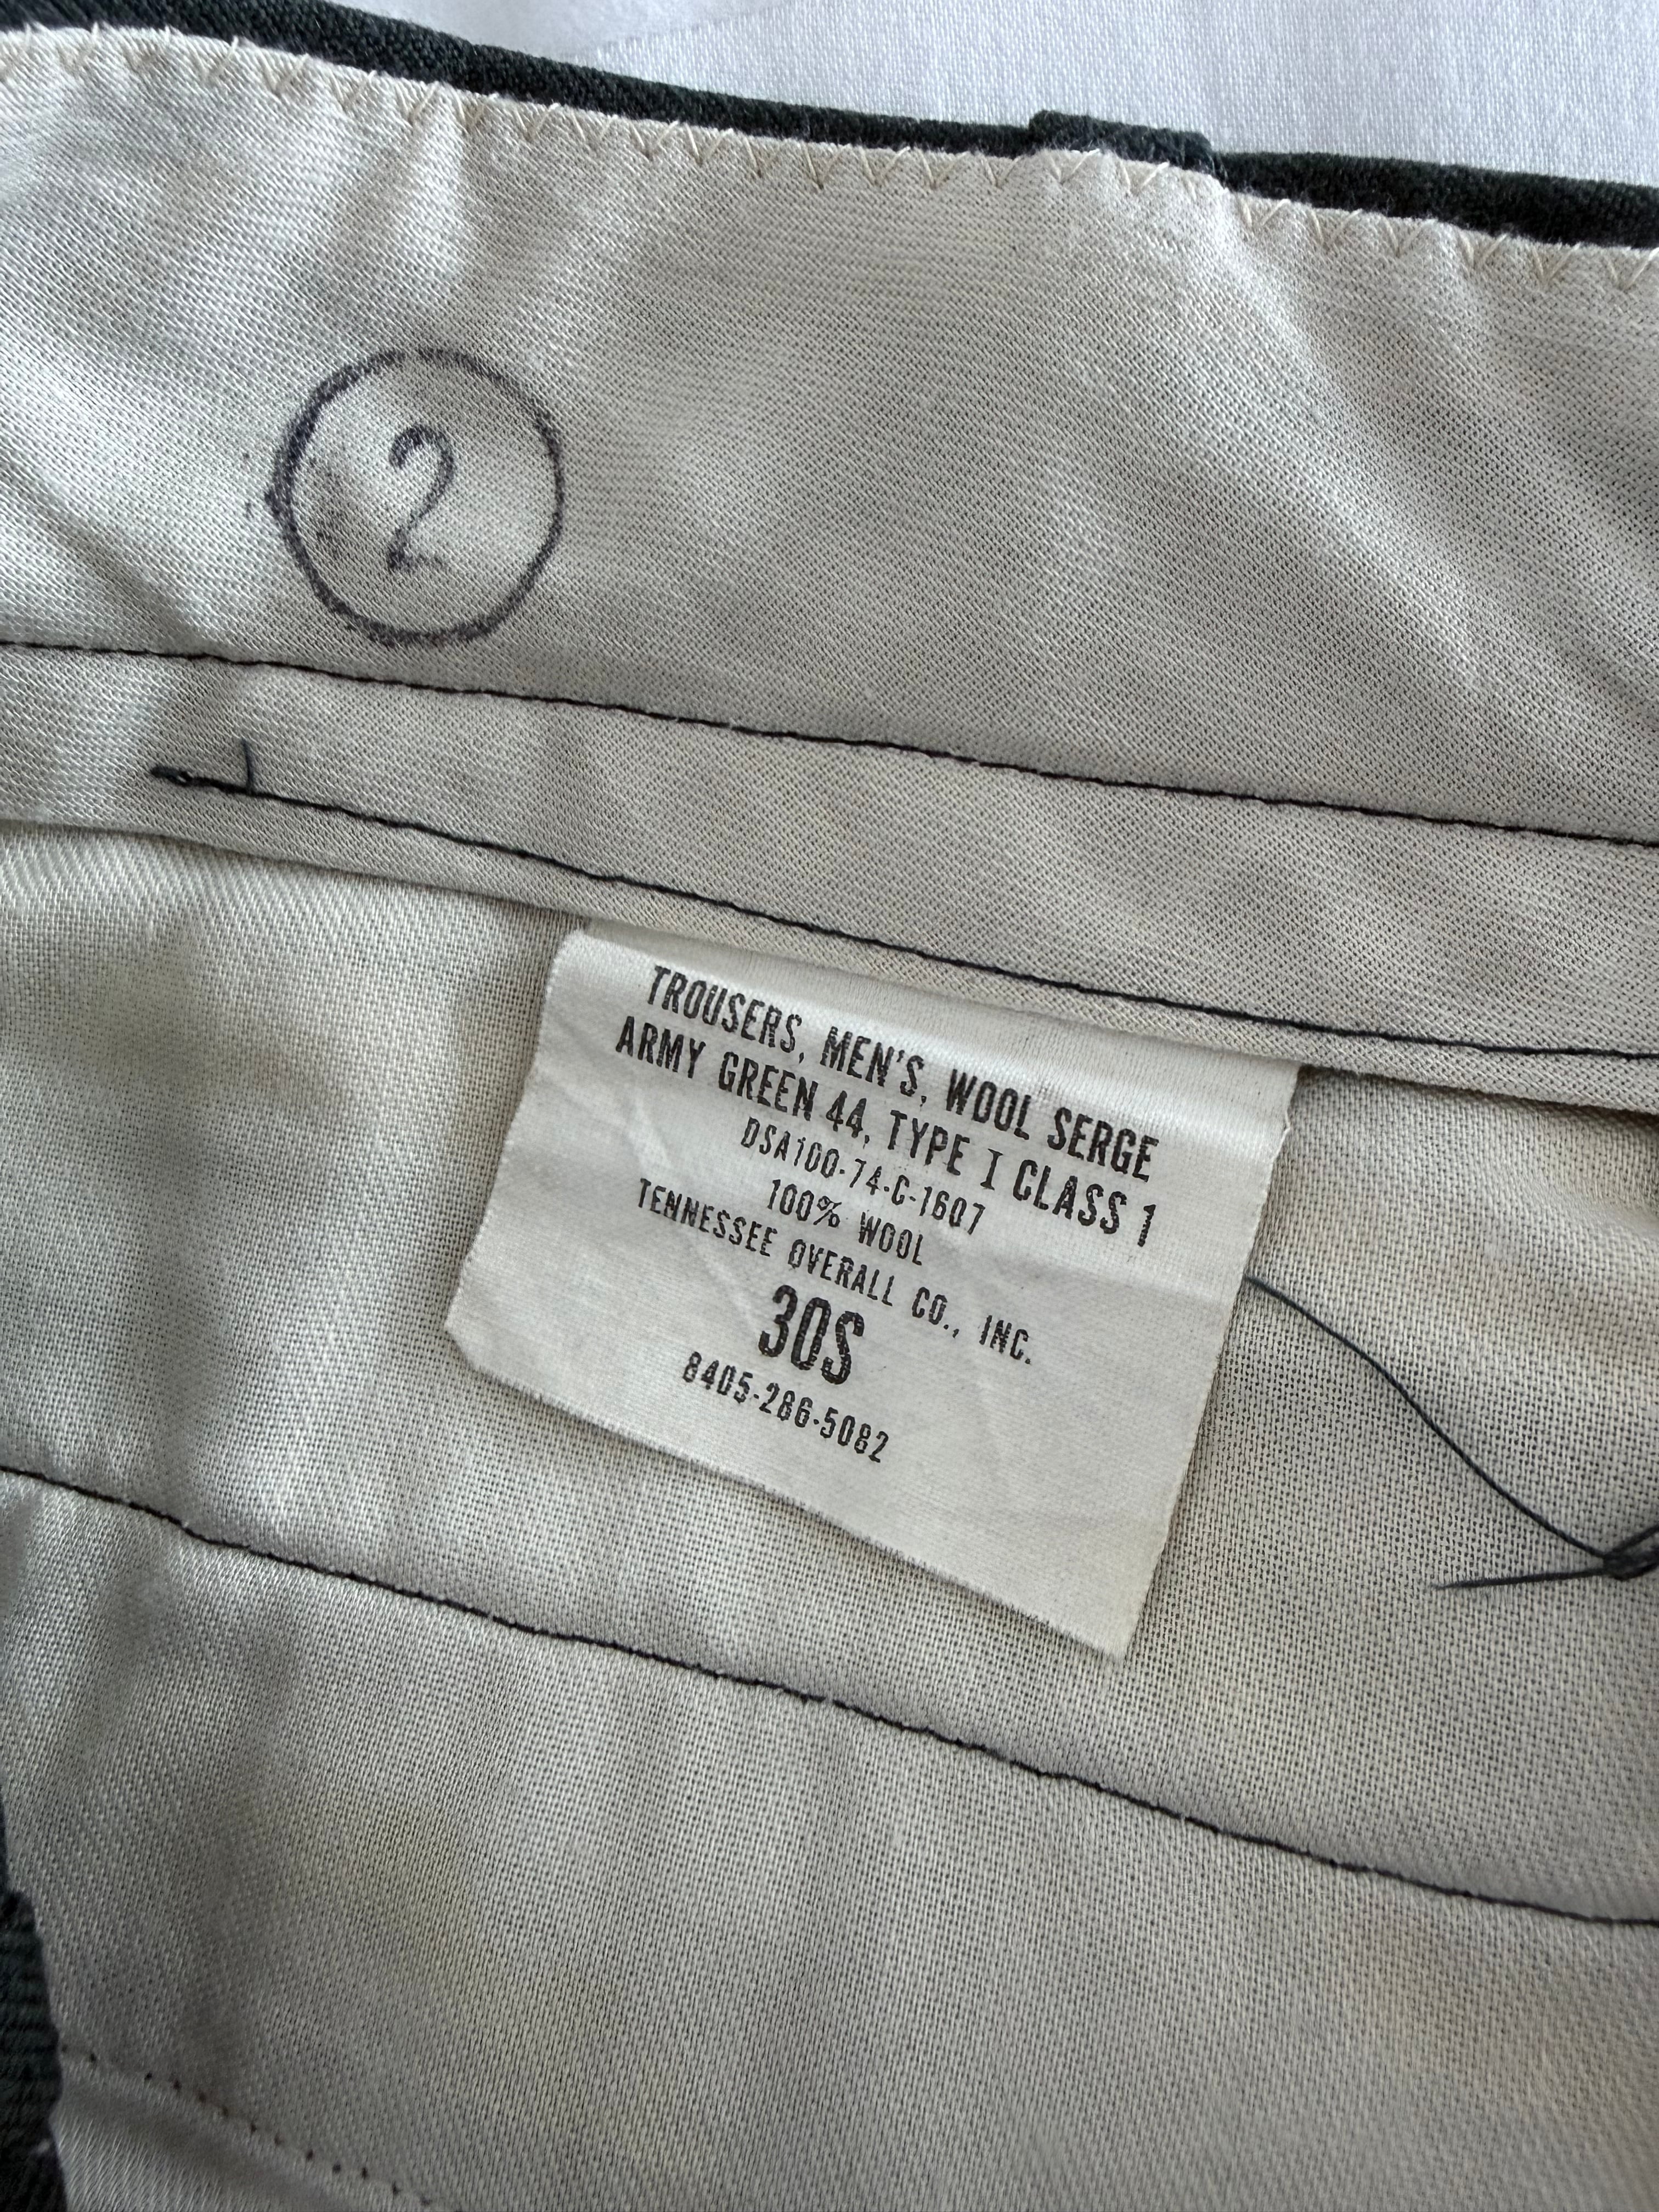 2
TROUSERS, MEN'S, WOOL SERGE
ARMY GREEN 44, TYPE I CLASS 1
DSA100-74-C-1607
100% WOOL
TENNESSEE OVERALL CO., INC.
30S
8405-286-5082